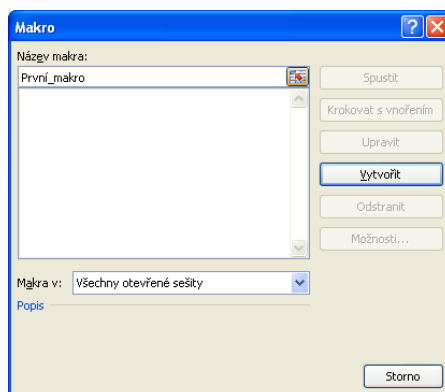 Makro
Název makra:
První_makro
Spustit
Krokovat s vnořením
Upravit
Vytvořit
Odstranit
Možnosti...
Makra v:
Všechny otevřené sešity
Popis
Storno